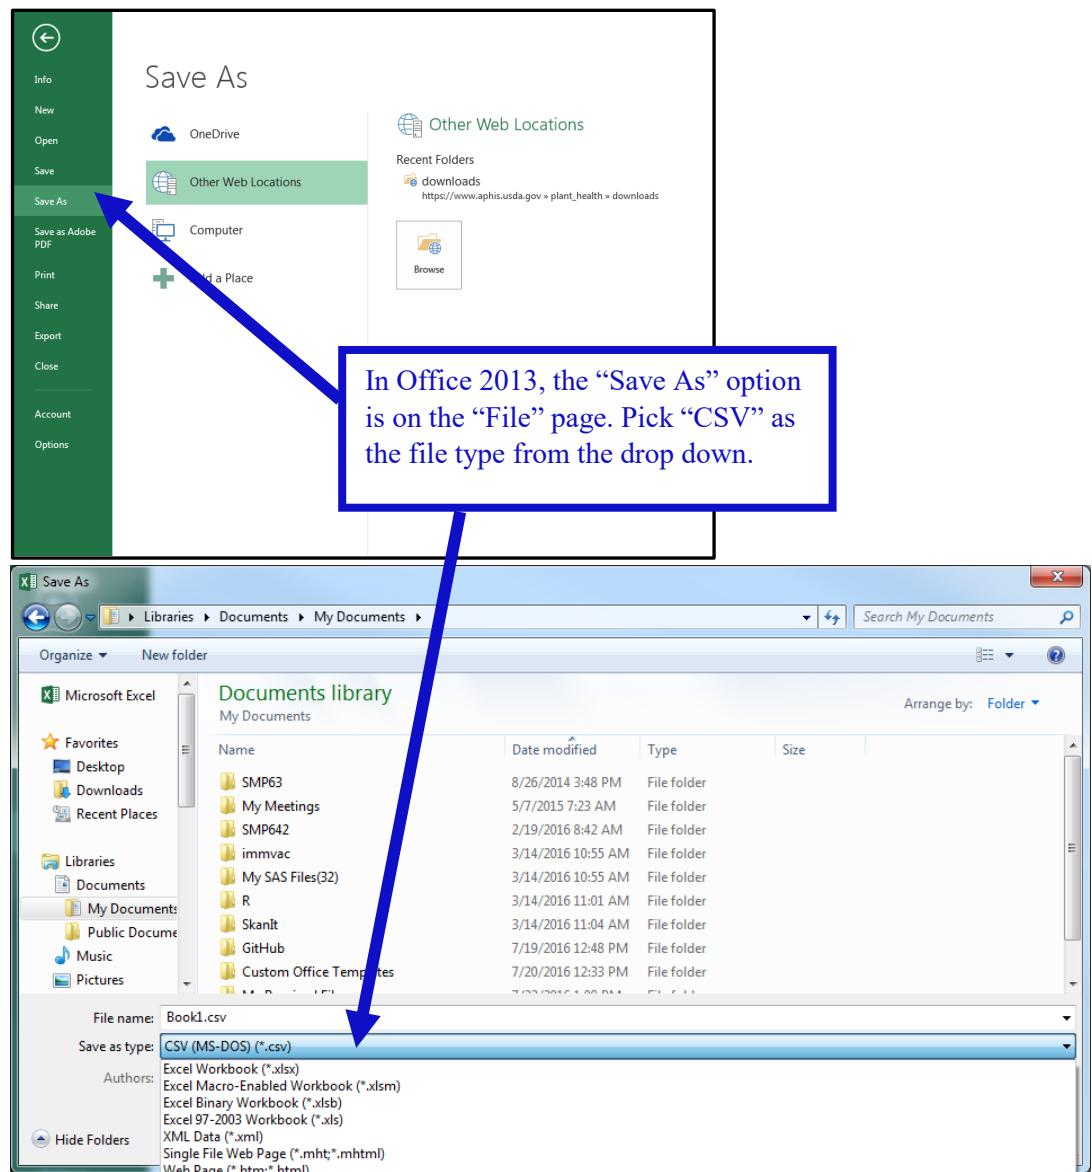 Save As
Info
New
Open
Save
Save As
Save as Adobe
PDF
Print
Share
Export
Close
Account
Options
OneDrive
Other Web Locations
Computer
a Place
Other Web Locations
Recent Folders
downloads
https://www.aphis.usda.gov » plant_health » downloads
Browse
In Office 2013, the “Save As” option
is on the “File” page. Pick “CSV” as
the file type from the drop down.
Save As
Libraries Documents My Documents Search My Documents
Organize New folder
Microsoft Excel
Favorites
Desktop
Downloads
Recent Places
Libraries
Documents
My Documents
Public Docume
Music
Pictures
Documents library
My Documents
Arrange by: Folder
Name Date modified Type Size
SMP63 8/26/2014 3:48 PM File folder
My Meetings 5/7/2015 7:23 AM File folder
SMP642 2/19/2016 8:42 AM File folder
immvac 3/14/2016 10:55 AM File folder
My SAS Files(32) 3/14/2016 10:55 AM File folder
R 3/14/2016 11:01 AM File folder
SkanIt 3/14/2016 11:04 AM File folder
GitHub 7/19/2016 12:48 PM File folder
Custom Office Templates 7/20/2016 12:33 PM File folder
File name: Book1.csv
Save as type: CSV (MS-DOS) (*.csv)
Authors:
Excel Workbook (*.xlsx)
Excel Macro-Enabled Workbook (*.xlsm)
Excel Binary Workbook (*.xlsb)
Excel 97-2003 Workbook (*.xls)
XML Data (*.xml)
Single File Web Page (*.mht;*.mhtml)
Web Page (*.htm;*.html)
Hide Folders